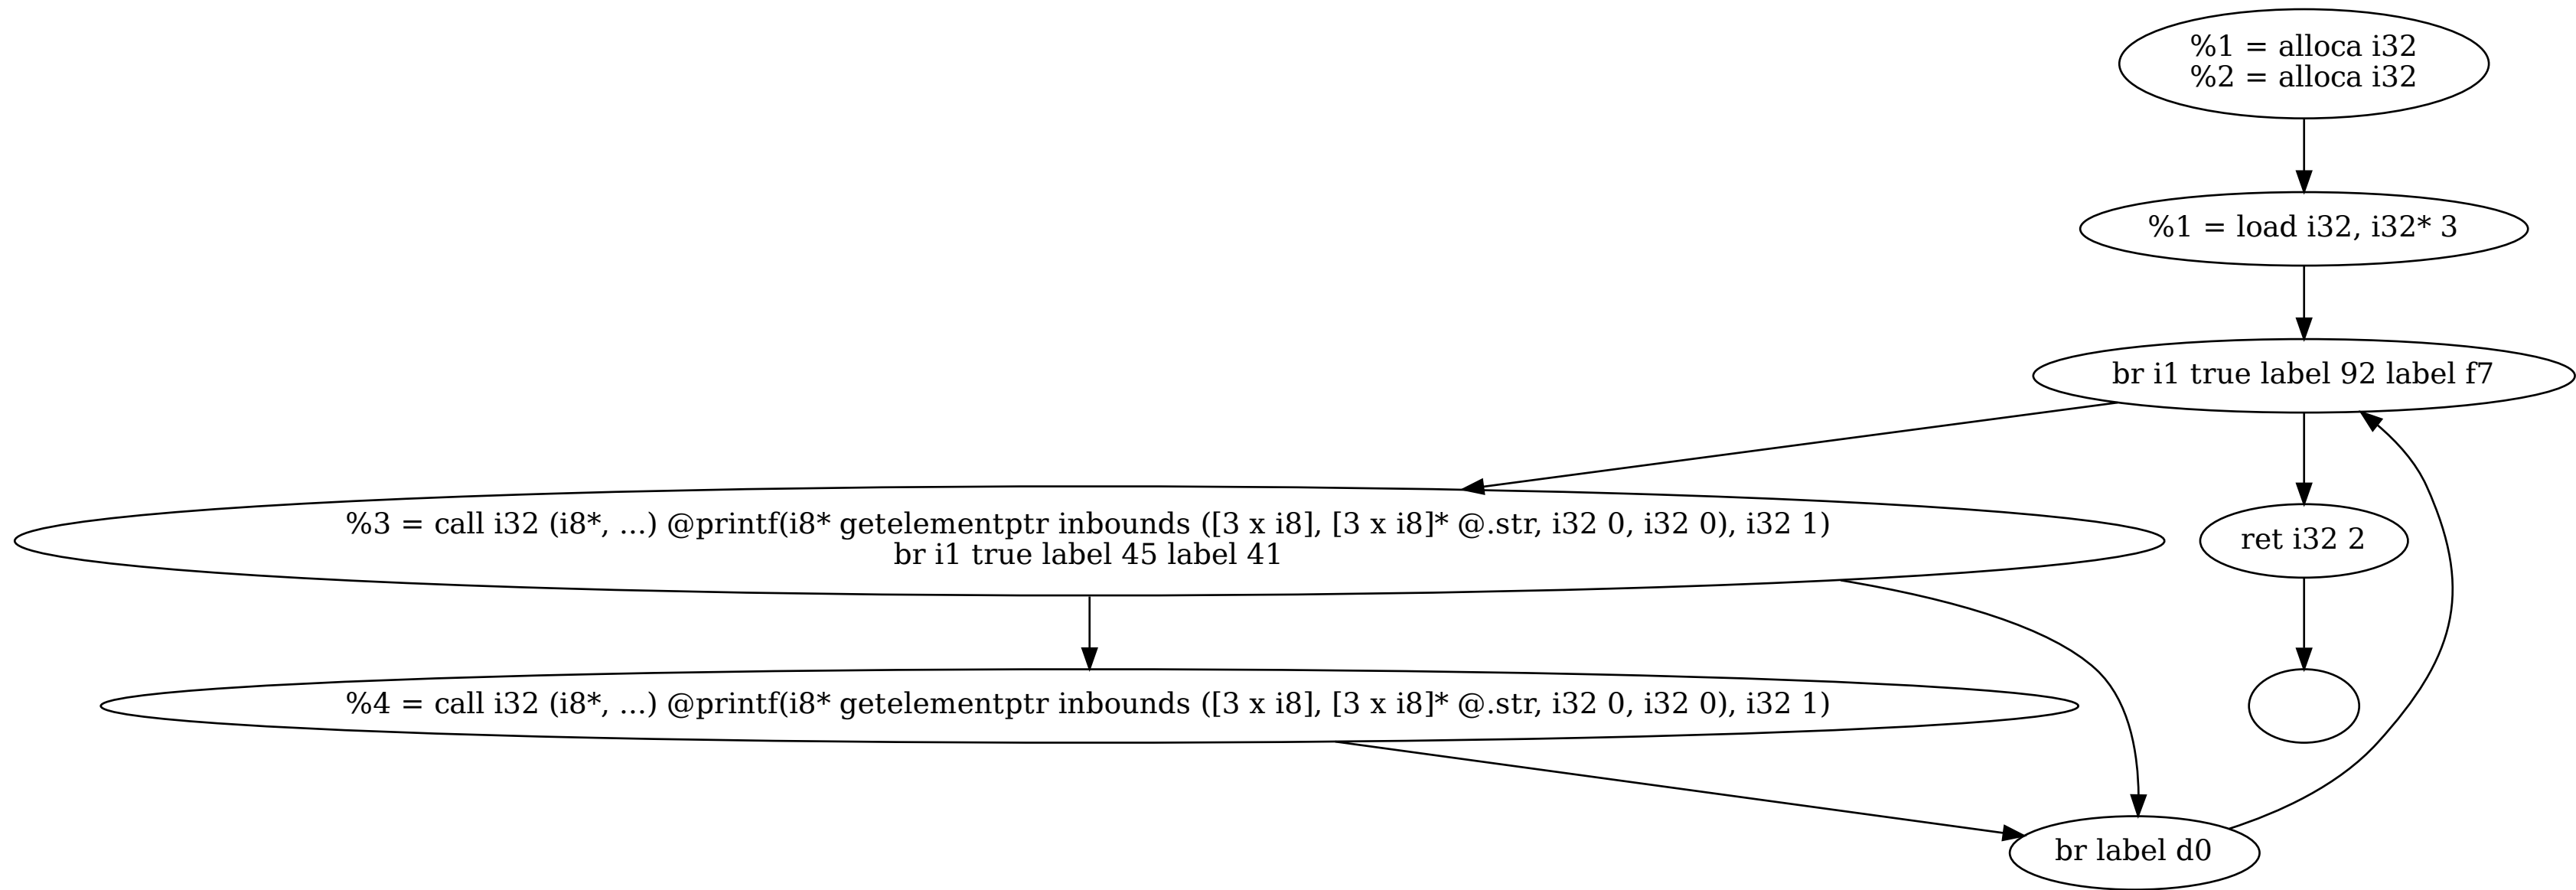 %1 = alloca i32
%2 = alloca i32
%1 = load i32, i32* 3
br i1 true label 92 label f7
%3 = call i32 (i8*, ...) @printf(i8* getelementptr inbounds ([3 x i8], [3 x i8]* @.str, i32 0, i32 0), i32 1)
br i1 true label 45 label 41
ret i32 2
%4 = call i32 (i8*, ...) @printf(i8* getelementptr inbounds ([3 x i8], [3 x i8]* @.str, i32 0, i32 0), i32 1)
br label d0